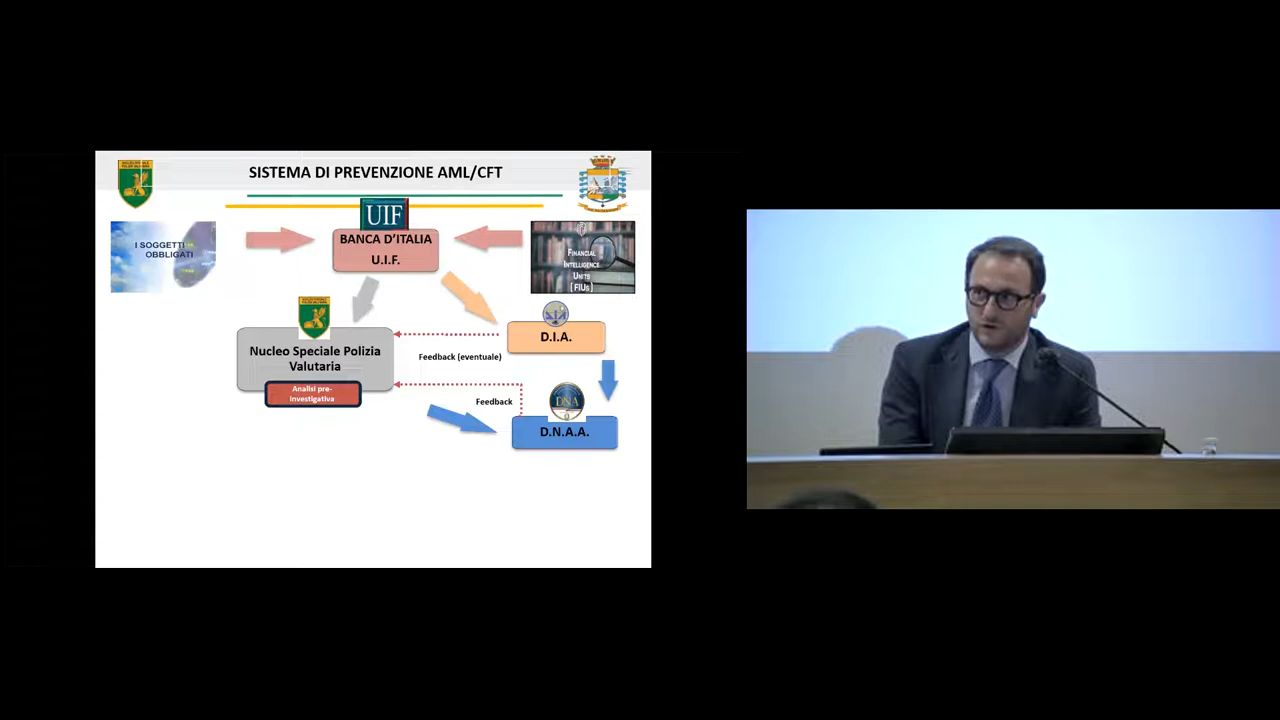 SISTEMA DI PREVENZIONE AML/CFT
UIF
BANCA D'ITALIA
U.I.F.
I SOGGETTI
OBBLIGATI
FINANCIAL
INTELLIGENCE
UNITS
(FIUs)
D.I.A.
Nucleo Speciale Polizia
Valutaria
Feedback (eventuale)
Analisi pre-
investigativa
Feedback
DNA
D.N.A.A.